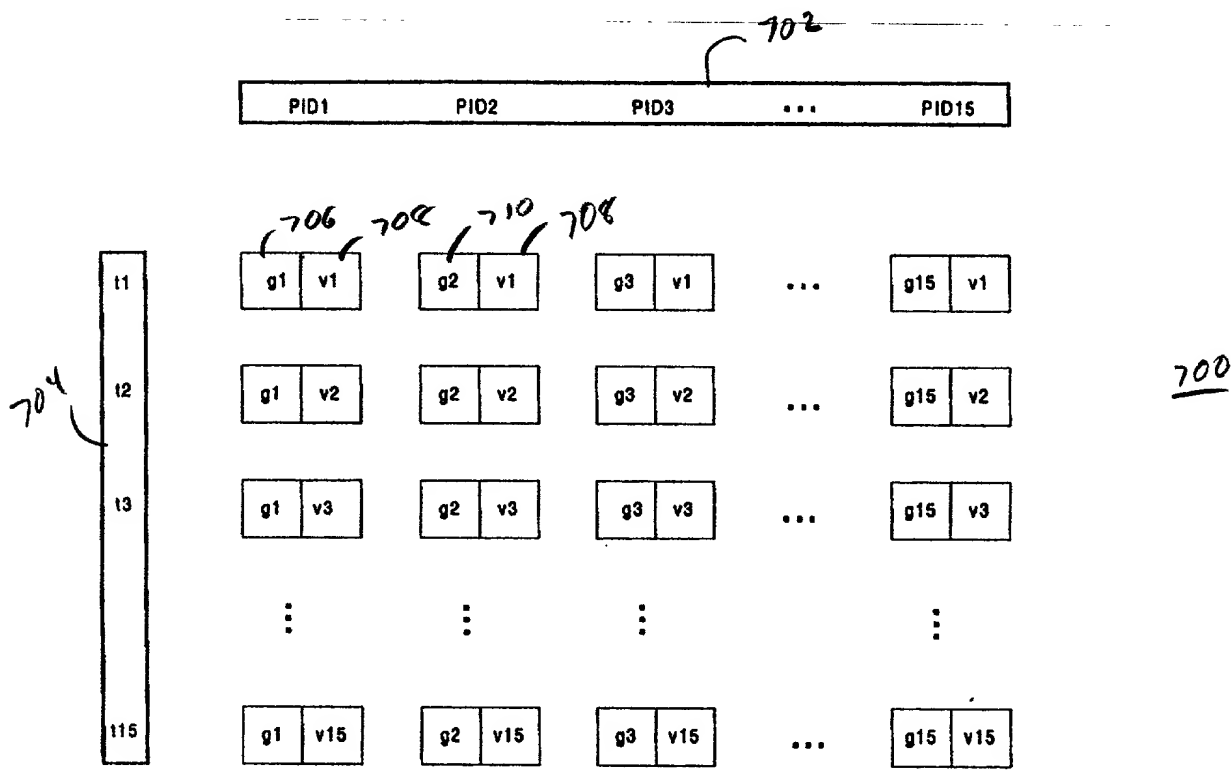 702
PID1 PID2 PID3 ... PID15
706 708 710 708
t1 g1 v1 g2 v1 g3 v1 ... g15 v1
700
t2 g1 v2 g2 v2 g3 v2 ... g15 v2
704
t3 g1 v3 g2 v3 g3 v3 ... g15 v3
t15 g1 v15 g2 v15 g3 v15 ... g15 v15